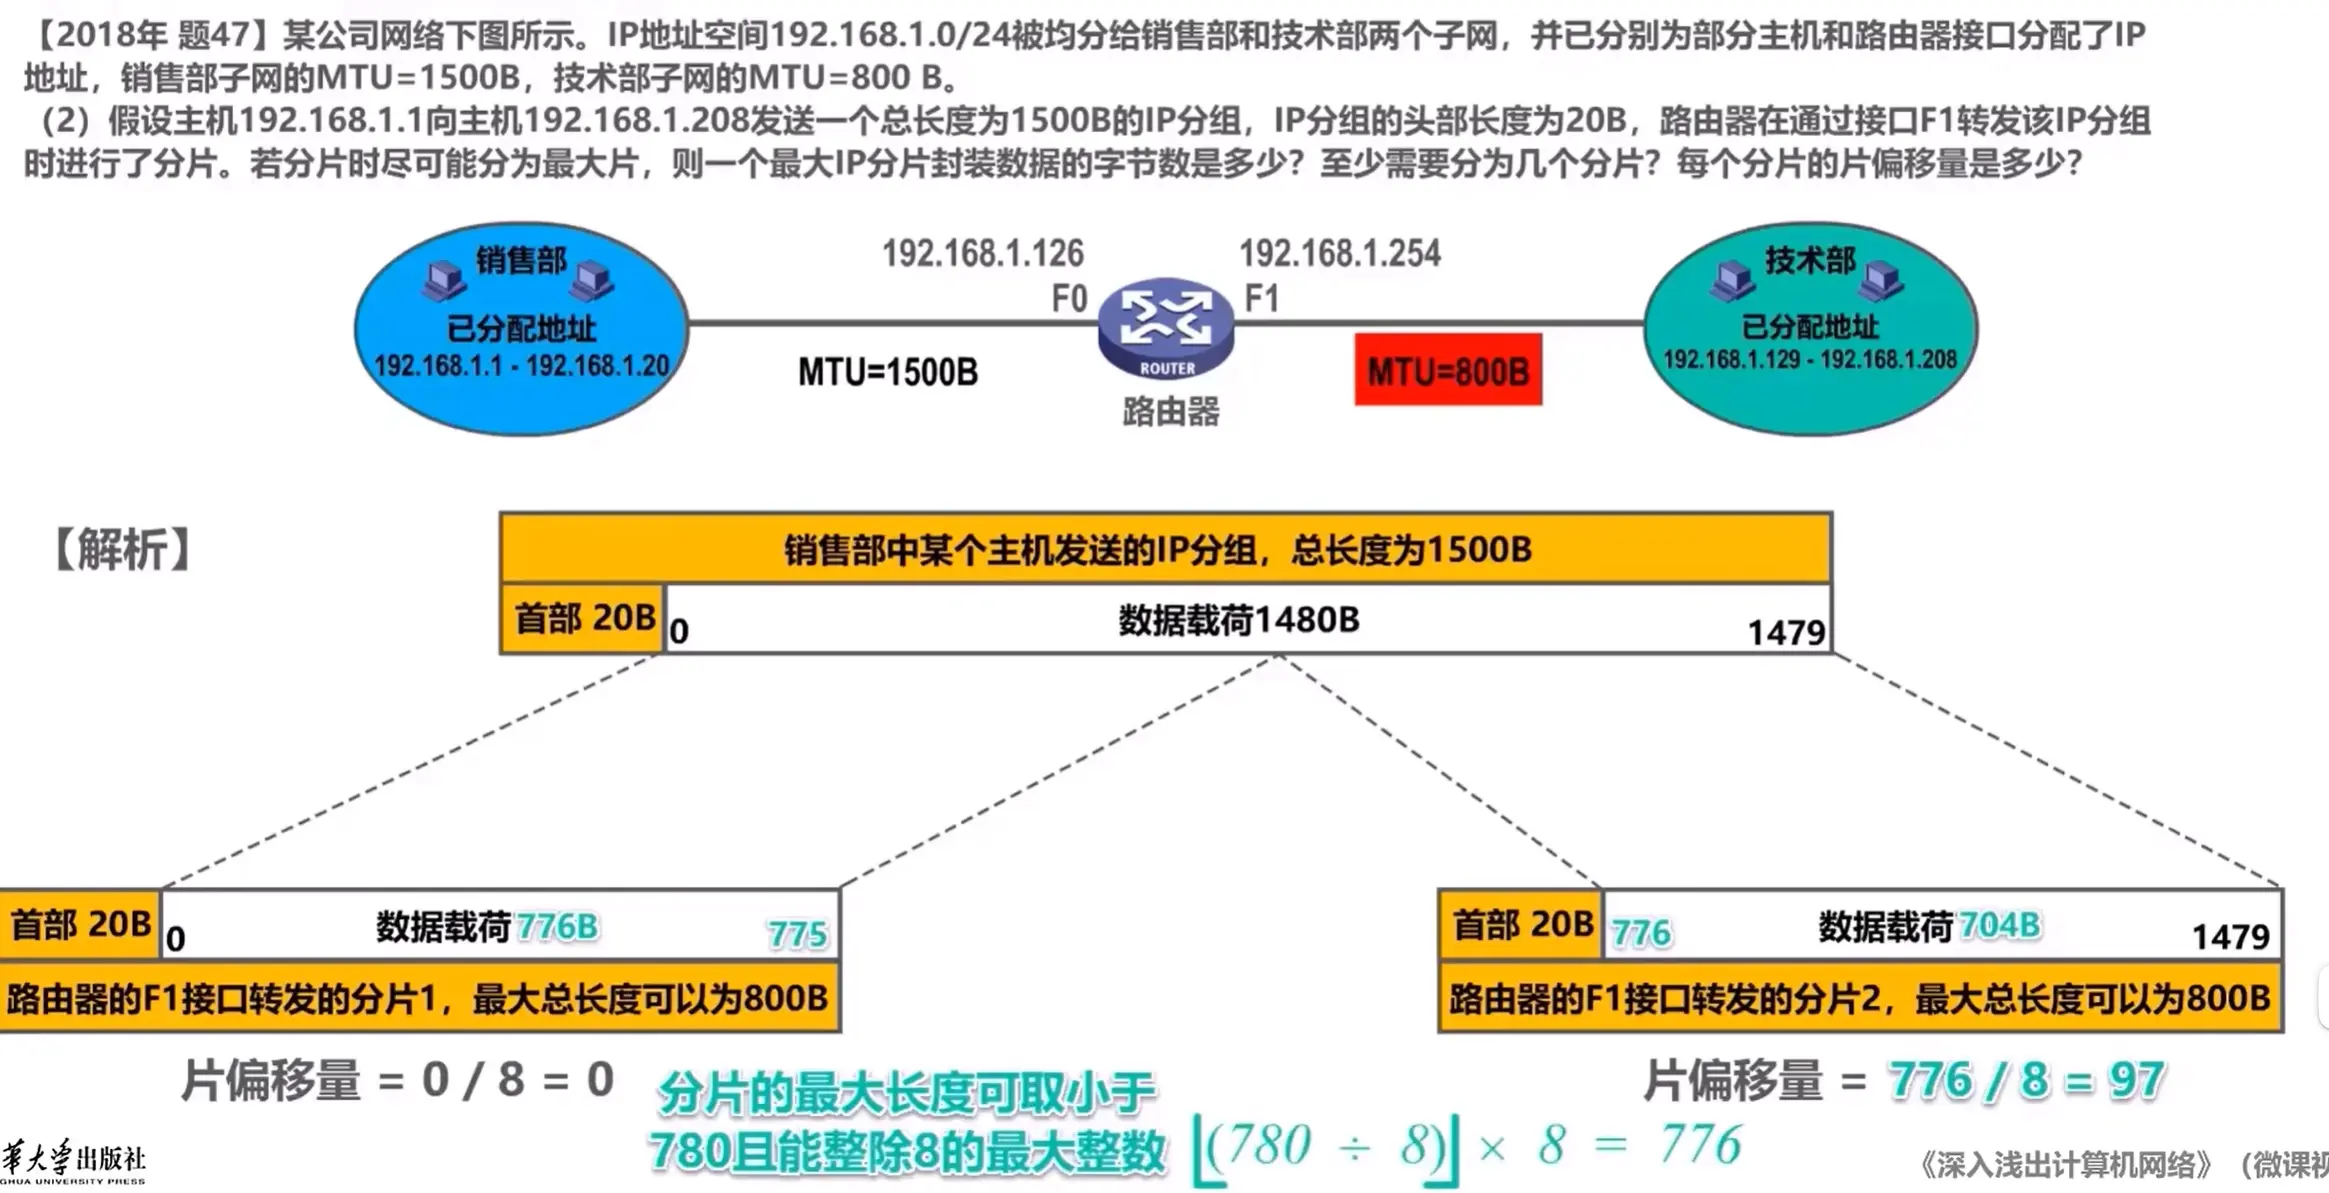 【2018年 题47】某公司网络下图所示。IP地址空间192.168.1.0/24被均分给销售部和技术部两个子网，并已分别为部分主机和路由器接口分配了IP
地址，销售部子网的MTU=1500B，技术部子网的MTU=800 B。
（2）假设主机192.168.1.1向主机192.168.1.208发送一个总长度为1500B的IP分组，IP分组的头部长度为20B，路由器在通过接口F1转发该IP分组
时进行了分片。若分片时尽可能分为最大片，则一个最大IP分片封装数据的字节数是多少？至少需要分为几个分片？每个分片的片偏移量是多少？
销售部
已分配地址
192.168.1.1 - 192.168.1.20
192.168.1.126
F0
MTU=1500B
ROUTER
路由器
192.168.1.254
F1
MTU=800B
技术部
已分配地址
192.168.1.129 - 192.168.1.208
【解析】
销售部中某个主机发送的IP分组，总长度为1500B
首部 20B 0 数据载荷1480B 1479
首部 20B 0 数据载荷776B 775
路由器的F1接口转发的分片1，最大总长度可以为800B
片偏移量 = 0 / 8 = 0
首部 20B 776 数据载荷704B 1479
路由器的F1接口转发的分片2，最大总长度可以为800B
片偏移量 = 776 / 8 = 97
分片的最大长度可取小于
780且能整除8的最大整数 ⌊(780 ÷ 8)⌋ × 8 = 776
華大学出版社
GHUA UNIVERSITY PRESS
《深入浅出计算机网络》（微课视